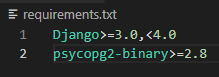 requirements.txt
1 Django>=3.0,<4.0
2 psycopg2-binary>=2.8